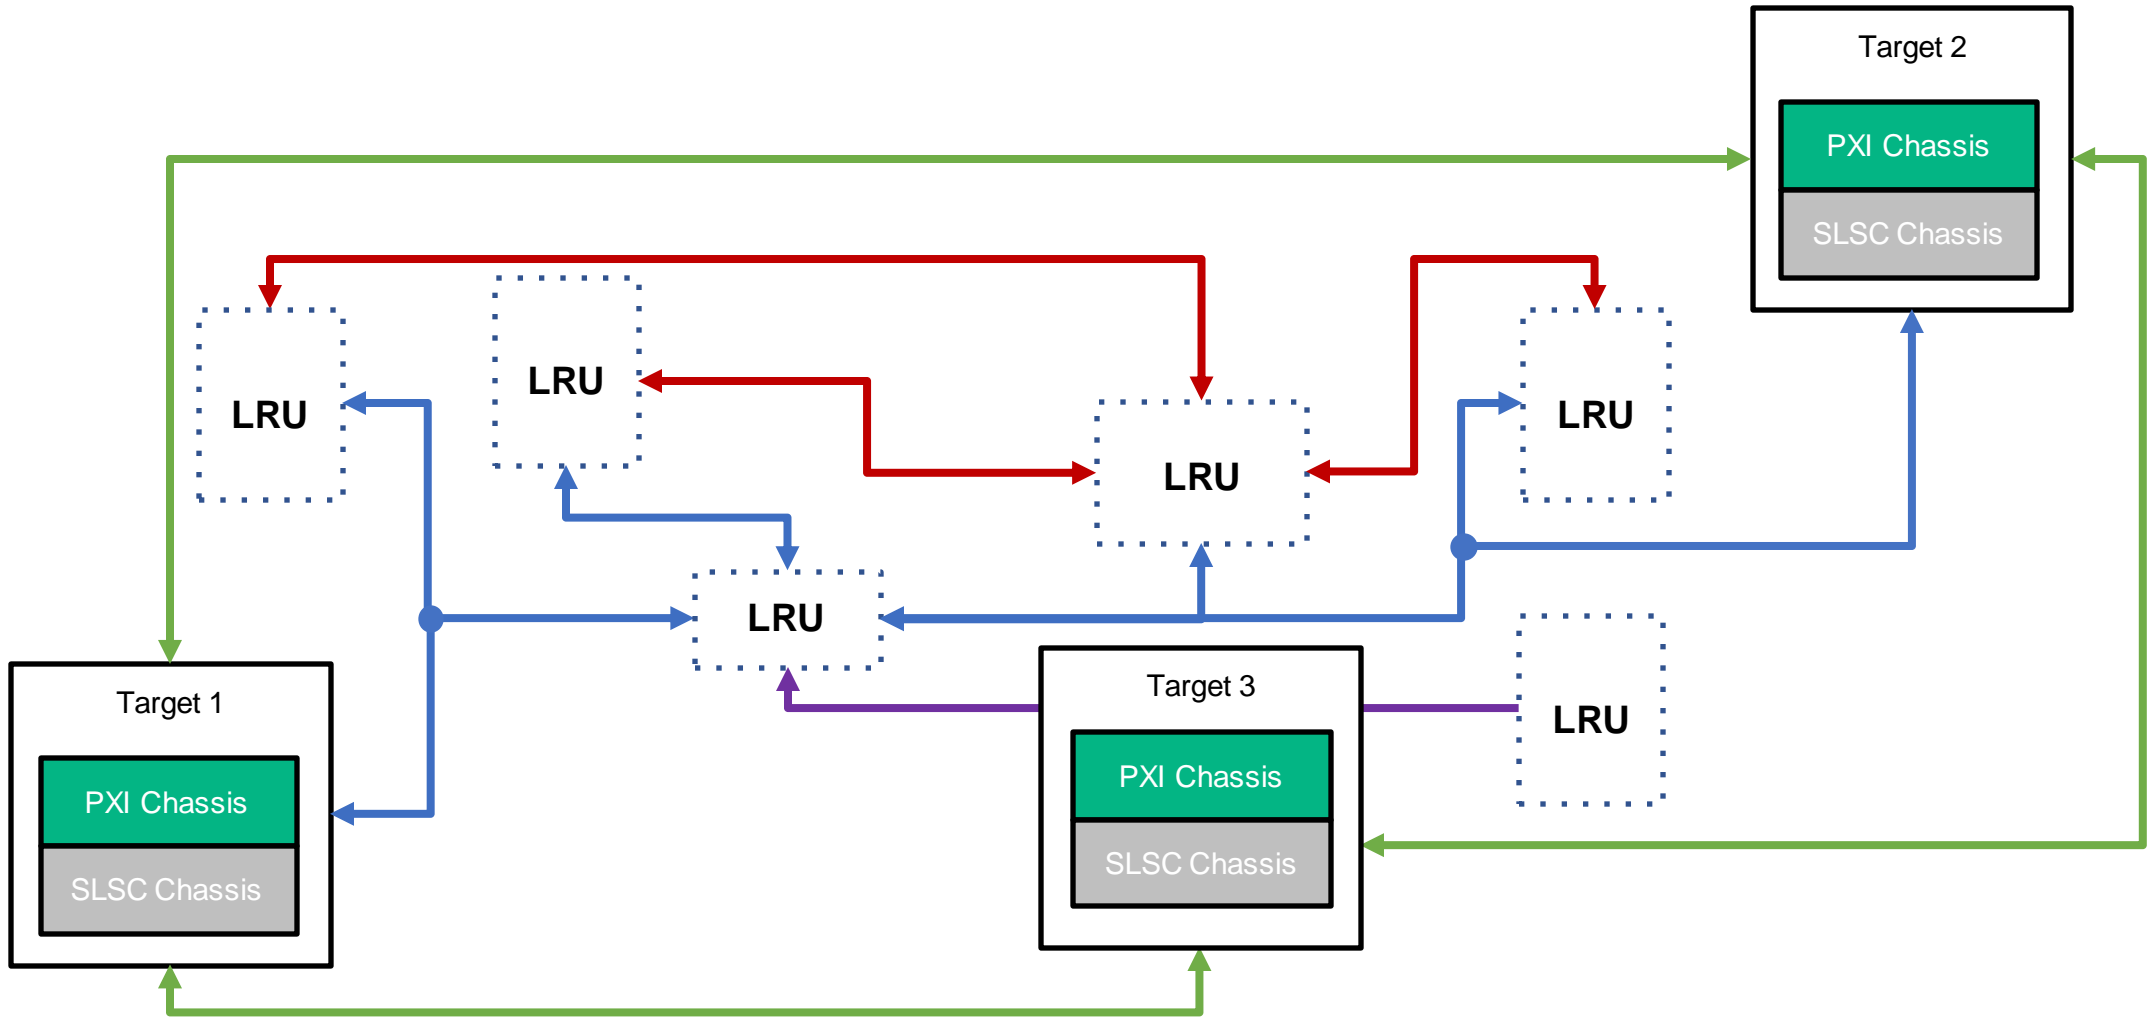 Target 2
PXI Chassis
SLSC Chassis
LRU
LRU
LRU
LRU
LRU
LRU
Target 1
PXI Chassis
SLSC Chassis
Target 3
PXI Chassis
SLSC Chassis